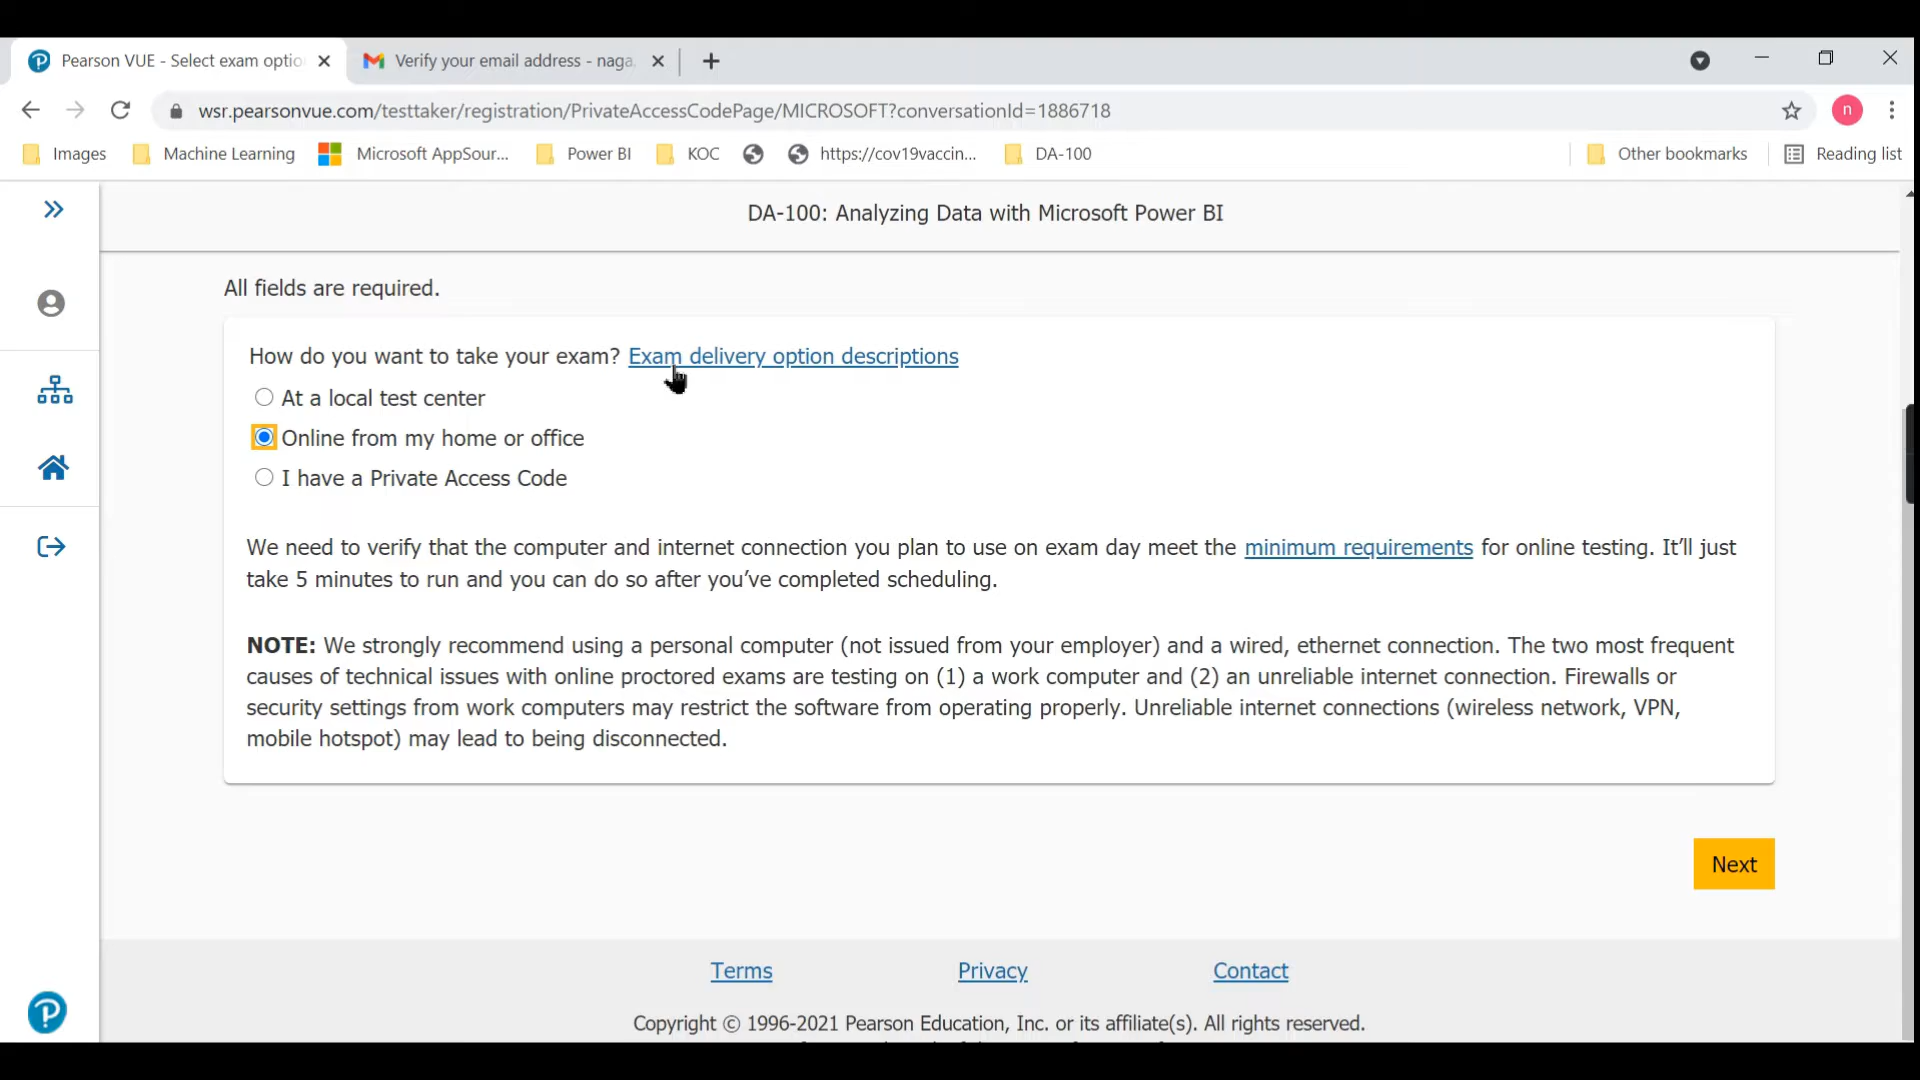 Pearson VUE - Select exam optio
Verify your email address - naga.
wsr.pearsonvue.com/testtaker/registration/PrivateAccessCodePage/MICROSOFT?conversationId=1886718
n
Images
Machine Learning
Microsoft AppSour...
Power BI
KOC
https://cov19vaccin...
DA-100
Other bookmarks
Reading list
DA-100: Analyzing Data with Microsoft Power BI
All fields are required.
How do you want to take your exam? Exam delivery option descriptions
At a local test center
Online from my home or office
I have a Private Access Code
We need to verify that the computer and internet connection you plan to use on exam day meet the minimum requirements for online testing. It’ll just
take 5 minutes to run and you can do so after you’ve completed scheduling.
NOTE: We strongly recommend using a personal computer (not issued from your employer) and a wired, ethernet connection. The two most frequent
causes of technical issues with online proctored exams are testing on (1) a work computer and (2) an unreliable internet connection. Firewalls or
security settings from work computers may restrict the software from operating properly. Unreliable internet connections (wireless network, VPN,
mobile hotspot) may lead to being disconnected.
Next
Terms
Privacy
Contact
Copyright © 1996-2021 Pearson Education, Inc. or its affiliate(s). All rights reserved.